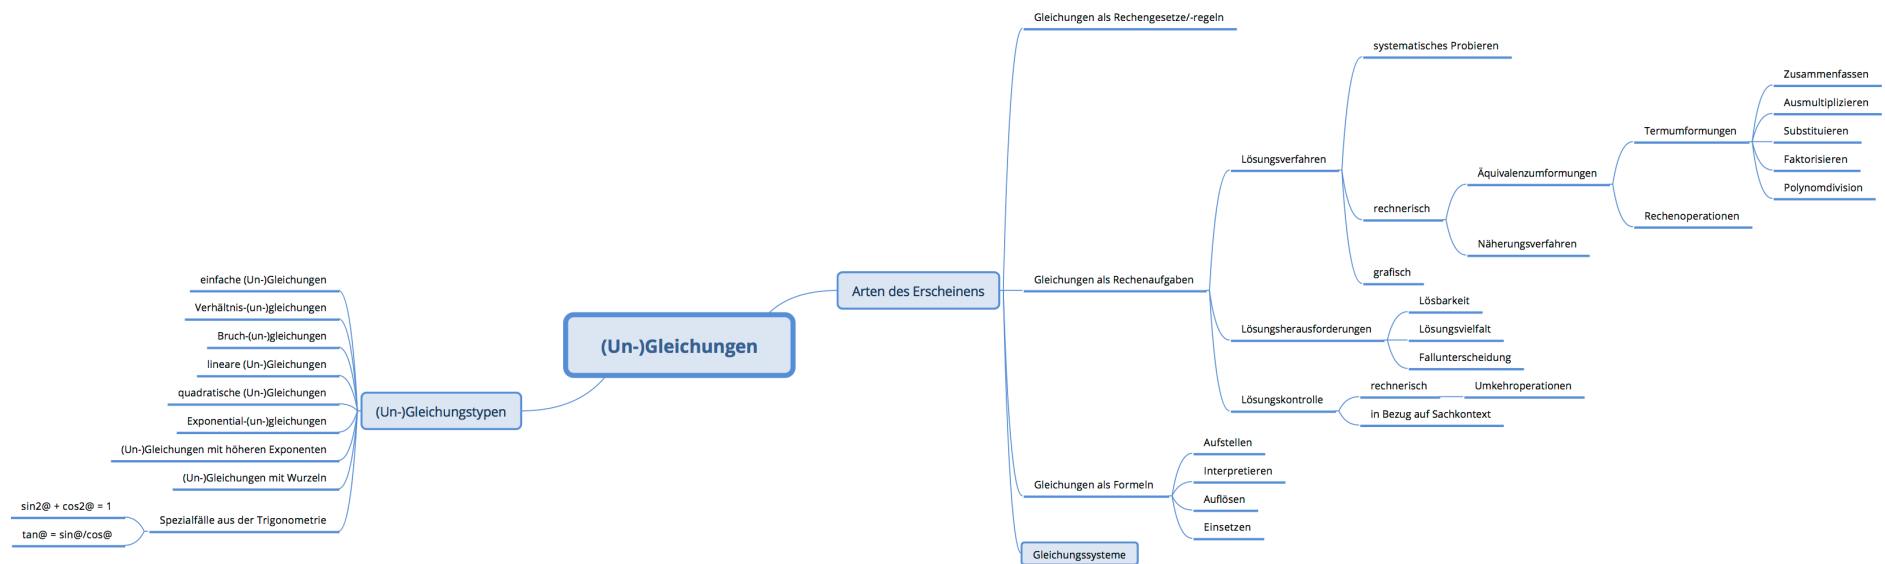 (Un-)Gleichungen
Arten des Erscheinens
Gleichungen als Rechengesetze/-regeln
Gleichungen als Rechenaufgaben
Lösungsverfahren
systematisches Probieren
rechnerisch
Äquivalenzumformungen
Termumformungen
Zusammenfassen
Ausmultiplizieren
Substituieren
Faktorisieren
Polynomdivision
Rechenoperationen
Näherungsverfahren
grafisch
Lösungsherausforderungen
Lösbarkeit
Lösungsvielfalt
Fallunterscheidung
Lösungskontrolle
rechnerisch
Umkehroperationen
in Bezug auf Sachkontext
Gleichungen als Formeln
Aufstellen
Interpretieren
Auflösen
Einsetzen
Gleichungssysteme
(Un-)Gleichungstypen
einfache (Un-)Gleichungen
Verhältnis-(un-)gleichungen
Bruch-(un-)gleichungen
lineare (Un-)Gleichungen
quadratische (Un-)Gleichungen
Exponential-(un-)gleichungen
(Un-)Gleichungen mit höheren Exponenten
(Un-)Gleichungen mit Wurzeln
Spezialfälle aus der Trigonometrie
sin2@ + cos2@ = 1
tan@ = sin@/cos@